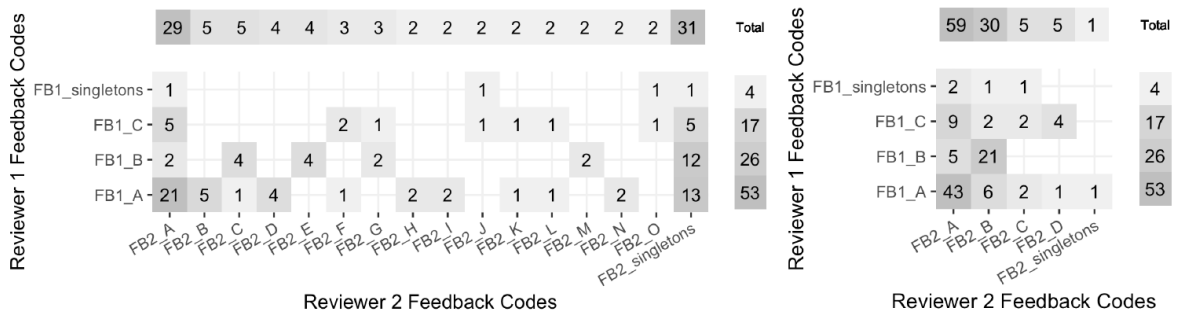 29 5 5 4 4 3 3 2 2 2 2 2 2 2 2 31 Total
FB1_singletons 1 1 1 1 4
FB1_C 5 2 1 1 1 1 1 5 17
FB1_B 2 4 4 2 2 12 26
FB1_A 21 5 1 4 1 2 2 1 1 2 13 53
FB2_A FB2_B FB2_C FB2_D FB2_E FB2_F FB2_G FB2_H FB2_I FB2_J FB2_K FB2_L FB2_M FB2_N FB2_O FB2_singletons
Reviewer 2 Feedback Codes
Reviewer 1 Feedback Codes
59 30 5 5 1 Total
FB1_singletons 2 1 1 4
FB1_C 9 2 2 4 17
FB1_B 5 21 26
FB1_A 43 6 2 1 1 53
FB2_A FB2_B FB2_C FB2_D FB2_singletons
Reviewer 2 Feedback Codes
Reviewer 1 Feedback Codes